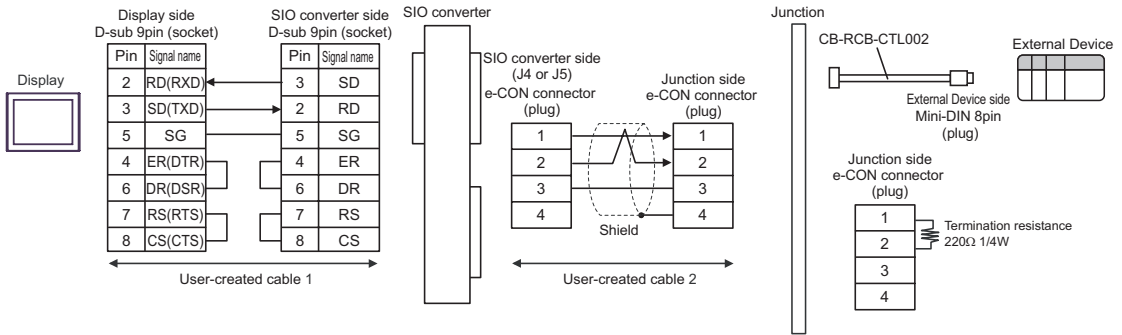 Display
Display side
D-sub 9pin (socket)
Pin Signal name
2 RD(RXD)
3 SD(TXD)
5 SG
4 ER(DTR)
6 DR(DSR)
7 RS(RTS)
8 CS(CTS)
SIO converter side
D-sub 9pin (socket)
Pin Signal name
3 SD
2 RD
5 SG
4 ER
6 DR
7 RS
8 CS
User-created cable 1
SIO converter
SIO converter side
(J4 or J5)
e-CON connector
(plug)
1
2
3
4
Shield
Junction side
e-CON connector
(plug)
1
2
3
4
User-created cable 2
Junction
CB-RCB-CTL002
External Device side
Mini-DIN 8pin
(plug)
External Device
Junction side
e-CON connector
(plug)
1
2
3
4
Termination resistance
220Ω 1/4W